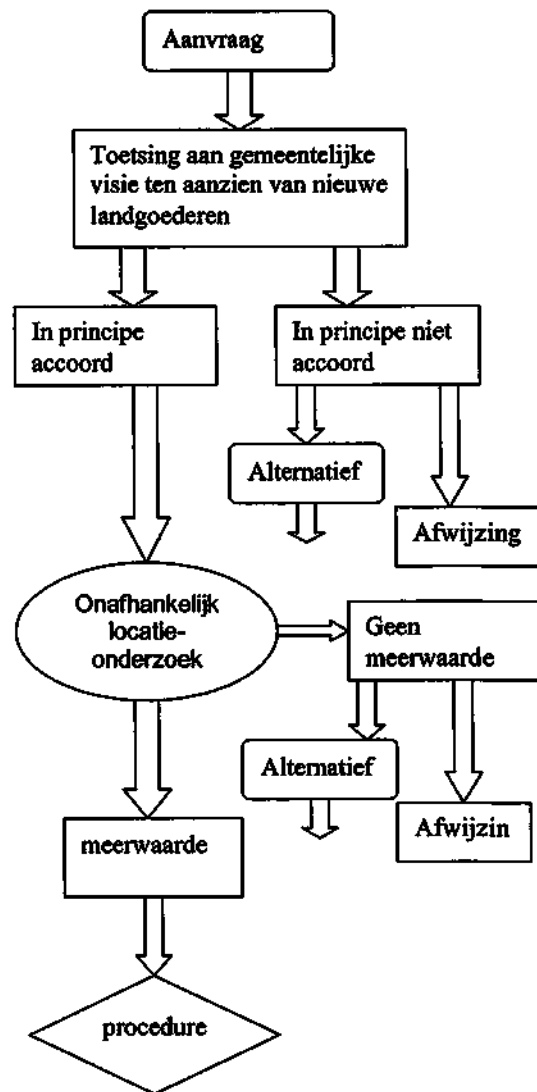 Aanvraag
Toetsing aan gemeentelijke
visie ten aanzien van nieuwe
landgoederen
In principe
accoord
In principe niet
accoord
Alternatief
Afwijzing
Onafhankelijk
locatie-
onderzoek
Geen
meerwaarde
Alternatief
Afwijzin
meerwaarde
procedure